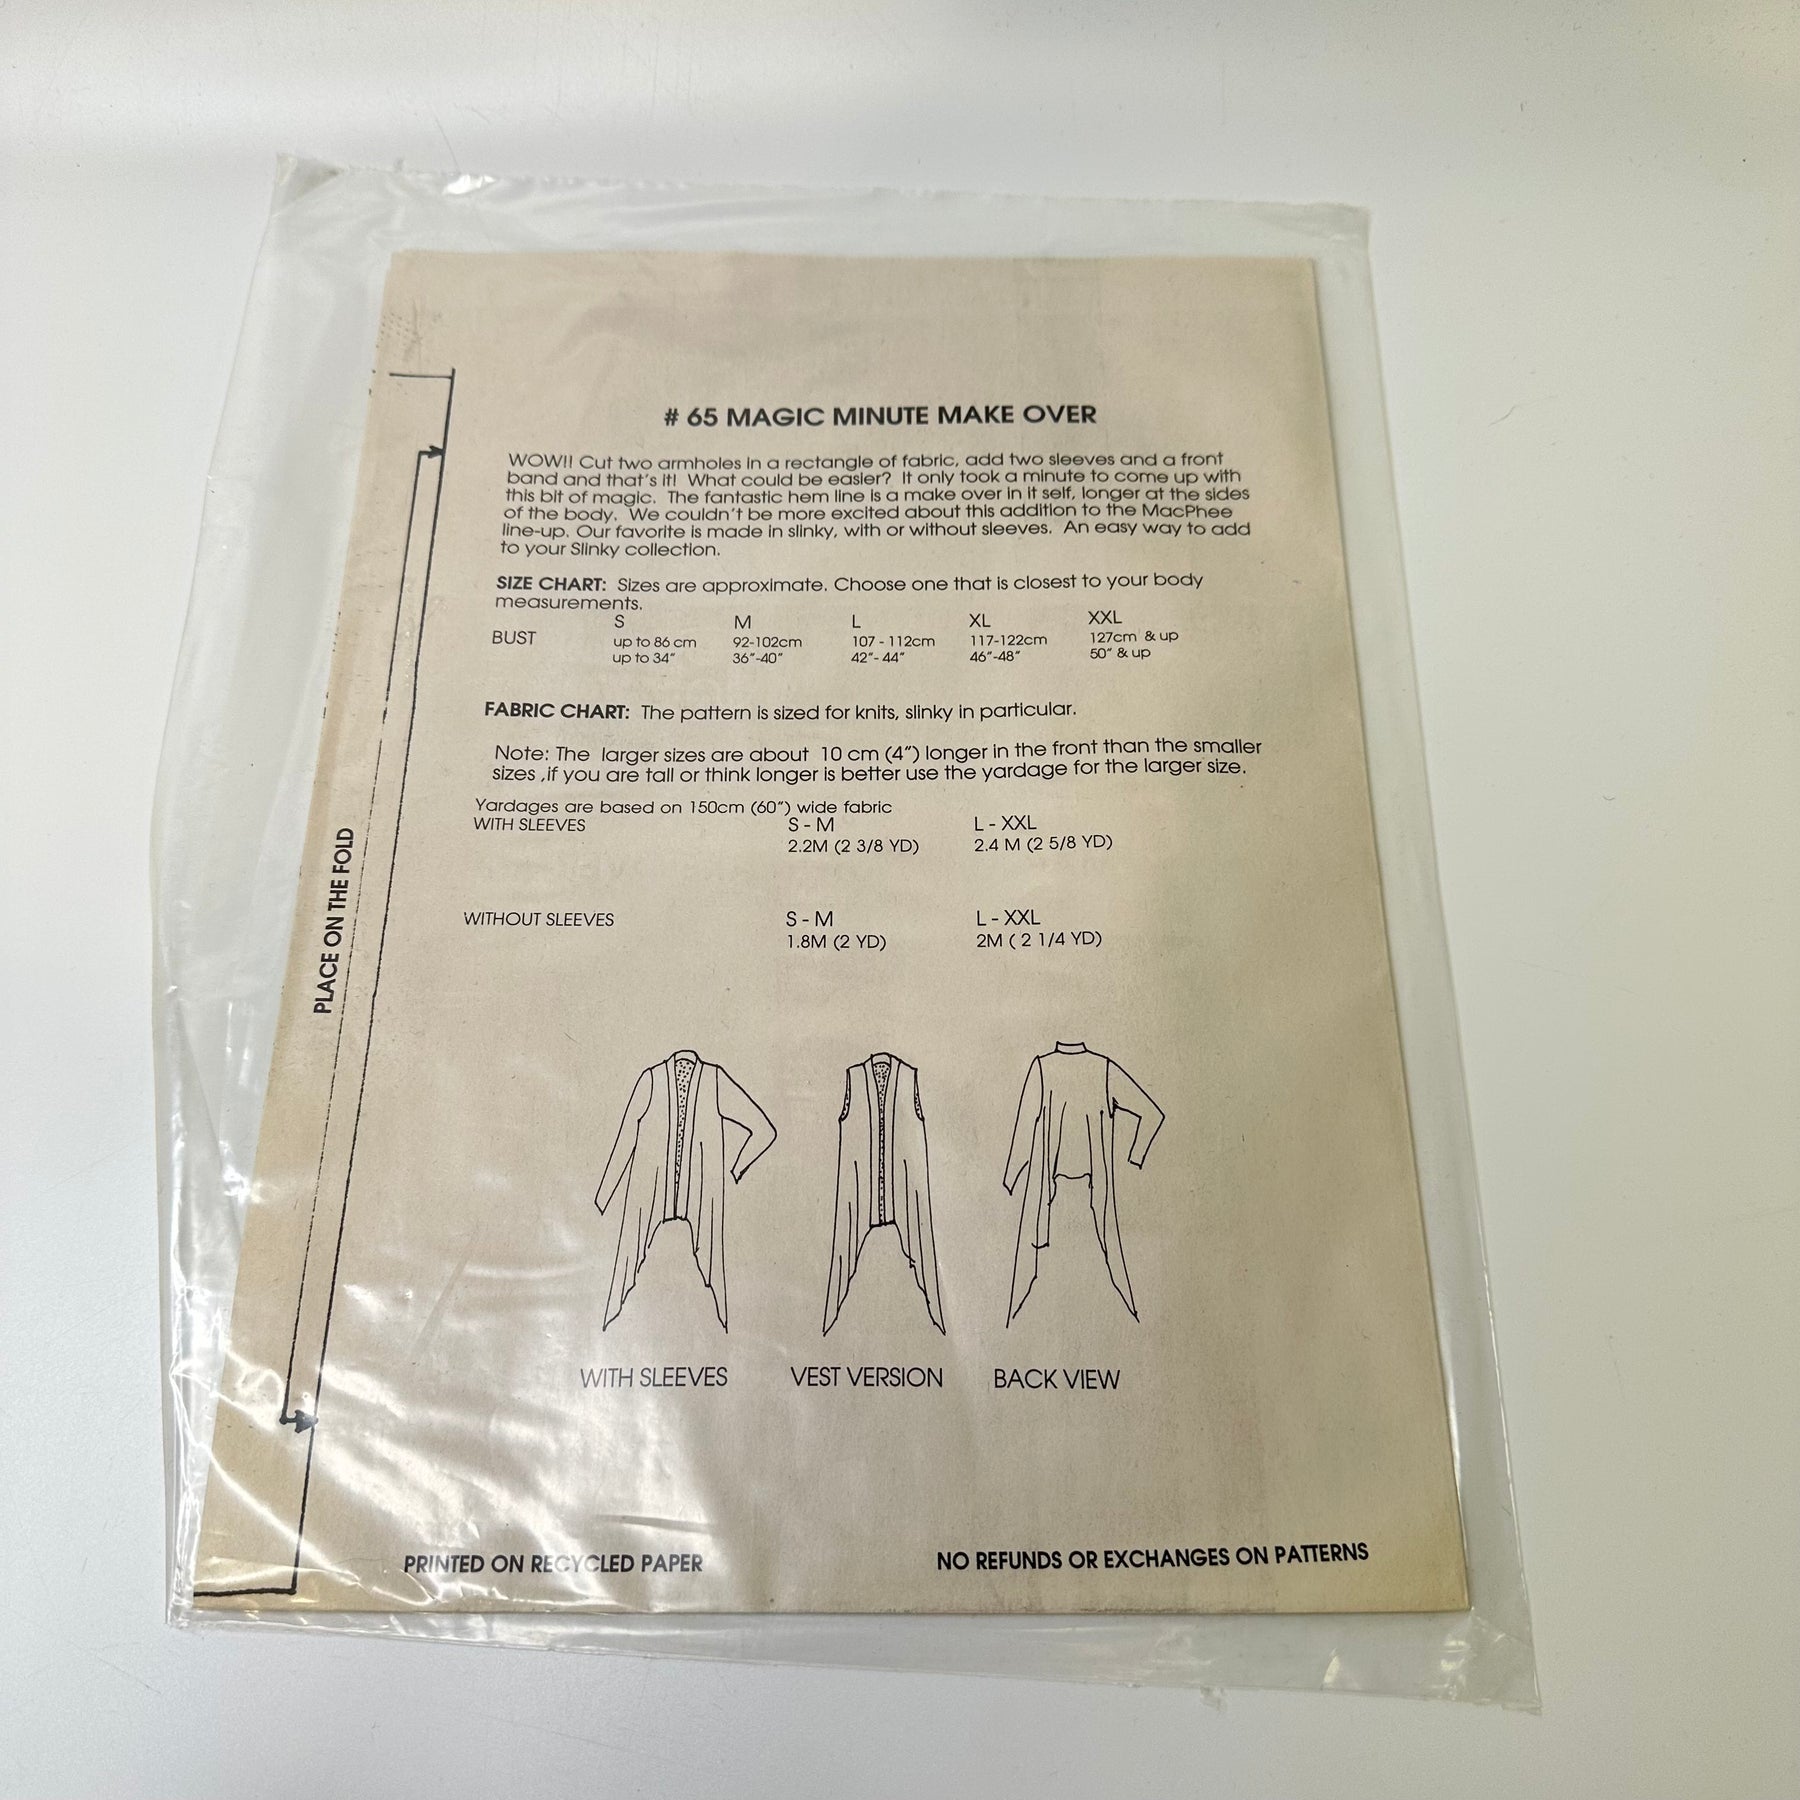 # 65 MAGIC MINUTE MAKE OVER
WOW!! Cut two armholes in a rectangle of fabric, add two sleeves and a front
band and that's it! What could be easier? It only took a minute to come up with
this bit of magic. The fantastic hem line is a make over in it self, longer at the sides
of the body. We couldn't be more excited about this addition to the MacPhee
line-up. Our favorite is made in slinky, with or without sleeves. An easy way to add
to your Slinky collection.
SIZE CHART: Sizes are approximate. Choose one that is closest to your body
measurements.
S M L XL XXL
BUST up to 86 cm 92-102cm 107 - 112cm 117-122cm 127cm & up
up to 34" 36"-40" 42"- 44" 46"-48" 50" & up
FABRIC CHART: The pattern is sized for knits, slinky in particular.
Note: The larger sizes are about 10 cm (4") longer in the front than the smaller
sizes ,if you are tall or think longer is better use the yardage for the larger size.
Yardages are based on 150cm (60") wide fabric
WITH SLEEVES S - M L - XXL
2.2M (2 3/8 YD) 2.4 M (2 5/8 YD)
WITHOUT SLEEVES S - M L - XXL
1.8M (2 YD) 2M ( 2 1/4 YD)
PLACE ON THE FOLD
WITH SLEEVES VEST VERSION BACK VIEW
PRINTED ON RECYCLED PAPER NO REFUNDS OR EXCHANGES ON PATTERNS